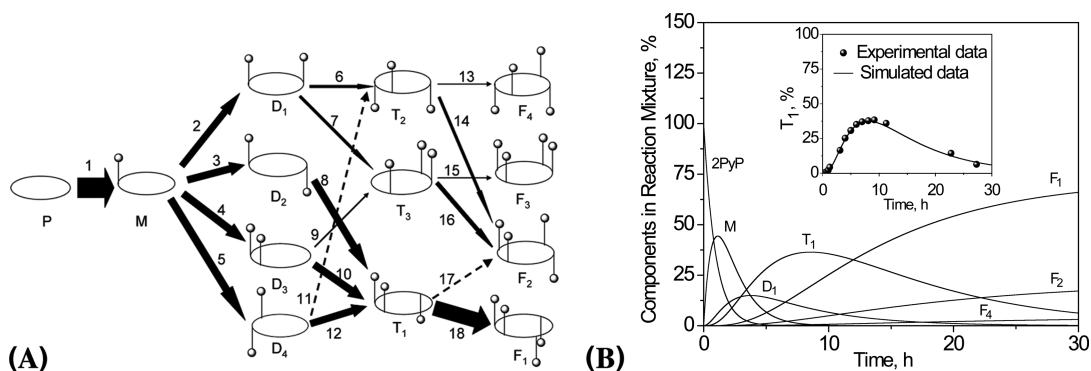 (A)
P
1
M
2
3
4
5
D1
D2
D3
D4
6
7
8
9
10
11
12
T2
T3
T1
13
14
15
16
17
18
F4
F3
F2
F1
(B)
Components in Reaction Mixture, %
150
125
100
75
50
25
0
2PyP
M
T1
D1
F1
F2
F4
0
10
20
30
Time, h
T1, %
100
75
50
25
0
Experimental data
Simulated data
0
10
20
30
Time, h